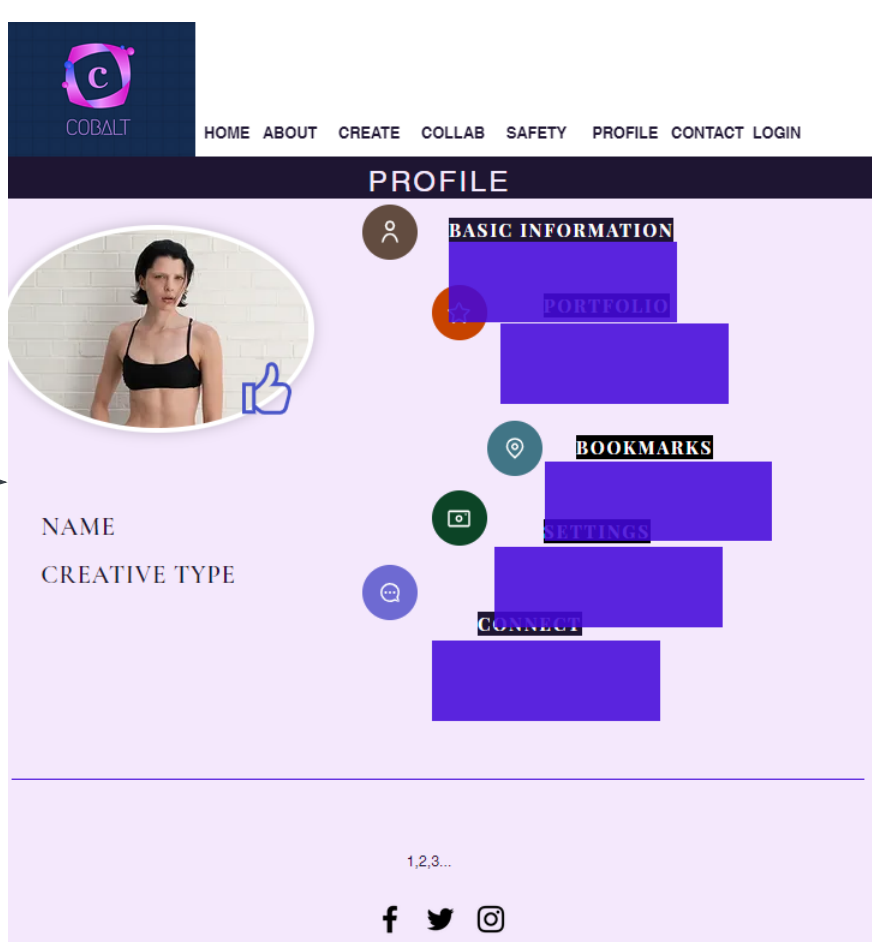 C
COBALT
HOME ABOUT CREATE COLLAB SAFETY PROFILE CONTACT LOGIN
PROFILE
BASIC INFORMATION
PORTFOLIO
BOOKMARKS
SETTINGS
CONNECT
NAME
CREATIVE TYPE
1,2,3...